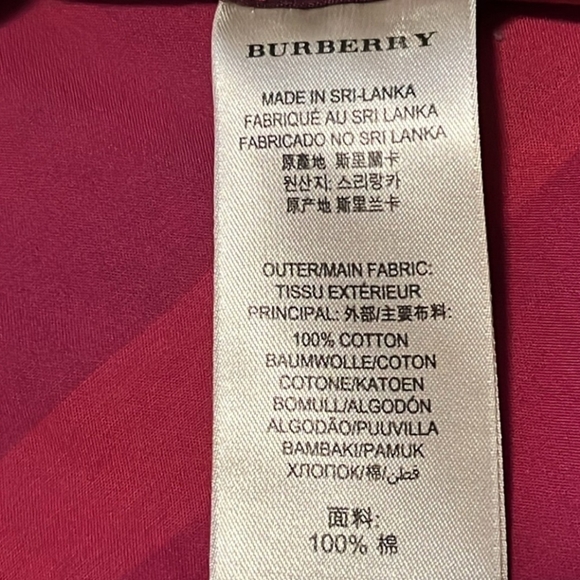 BURBERRY
MADE IN SRI-LANKA
FABRIQUÉ AU SRI LANKA
FABRICADO NO SRI LANKA
原產地 斯里蘭卡
원산지: 스리랑카
原产地 斯里兰卡
OUTER/MAIN FABRIC:
TISSU EXTÉRIEUR
PRINCIPAL: 外部/主要布料:
100% COTTON
BAUMWOLLE/COTON
COTONE/KATOEN
BOMULL/ALGODÓN
ALGODÃO/PUUVILLA
BAMBAKI/PAMUK
ХЛОПОК/棉/قطن
面料:
100% 棉